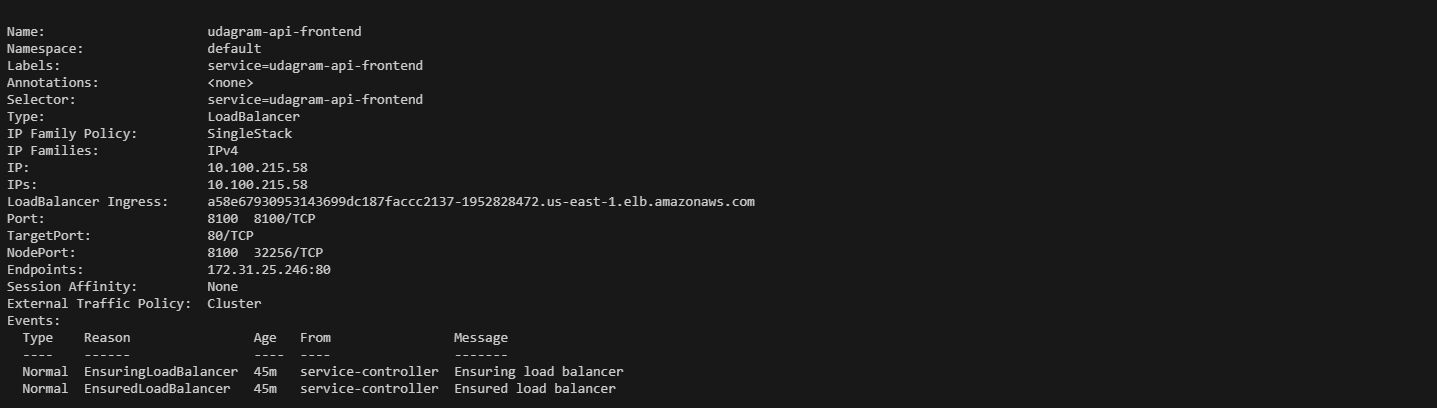 Name:                     udagram-api-frontend
Namespace:                default
Labels:                   service=udagram-api-frontend
Annotations:              <none>
Selector:                 service=udagram-api-frontend
Type:                     LoadBalancer
IP Family Policy:         SingleStack
IP Families:              IPv4
IP:                       10.100.215.58
IPs:                      10.100.215.58
LoadBalancer Ingress:     a58e67930953143699dc187faccc2137-1952828472.us-east-1.elb.amazonaws.com
Port:                     8100  8100/TCP
TargetPort:               80/TCP
NodePort:                 8100  32256/TCP
Endpoints:                172.31.25.246:80
Session Affinity:         None
External Traffic Policy:  Cluster
Events:
  Type    Reason                Age   From                Message
  ----    ------                ----  ----                -------
  Normal  EnsuringLoadBalancer  45m   service-controller  Ensuring load balancer
  Normal  EnsuredLoadBalancer   45m   service-controller  Ensured load balancer